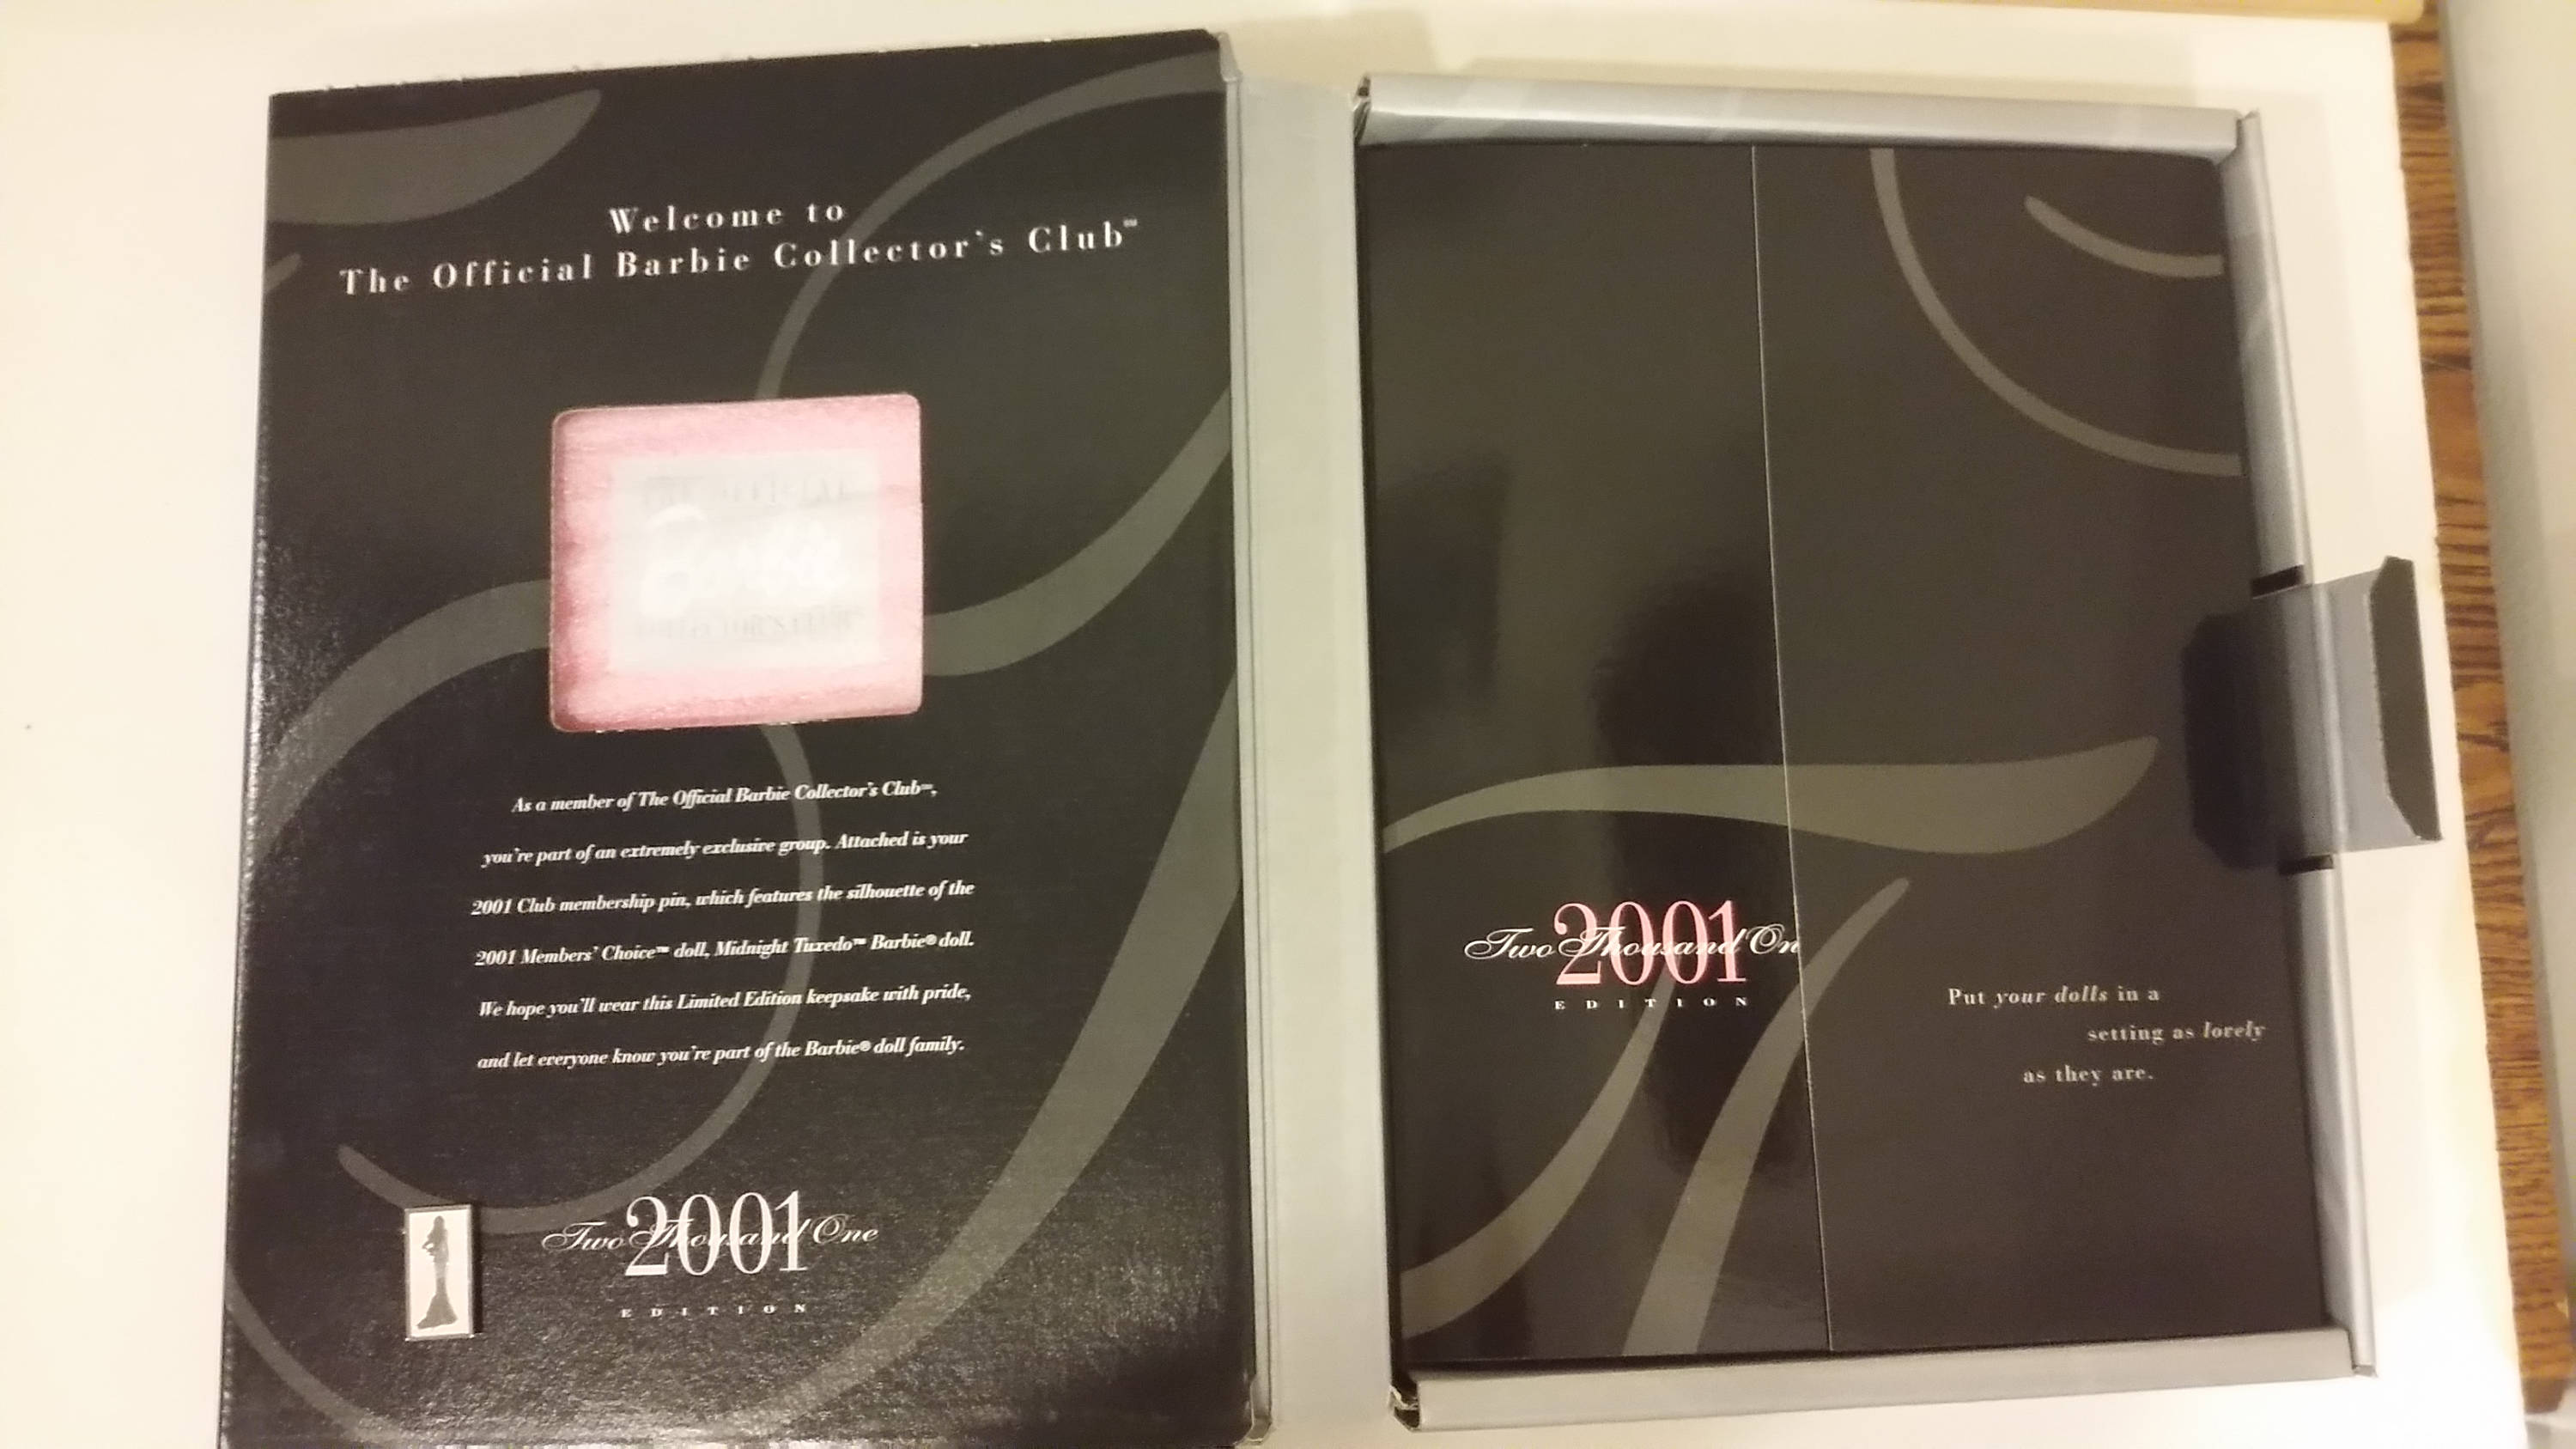 Welcome to
The Official Barbie Collector's Club™
Barbie
As a member of The Official Barbie Collector's Club℠,
you're part of an extremely exclusive group. Attached is your
2001 Club membership pin, which features the silhouette of the
2001 Members' Choice™ doll, Midnight Tuxedo™ Barbie® doll.
We hope you'll wear this Limited Edition keepsake with pride,
and let everyone know you're part of the Barbie® doll family.
2001
Two Thousand One
EDITION
2001
Two Thousand On
EDITION
Put your dolls in a
setting as lovely
as they are.